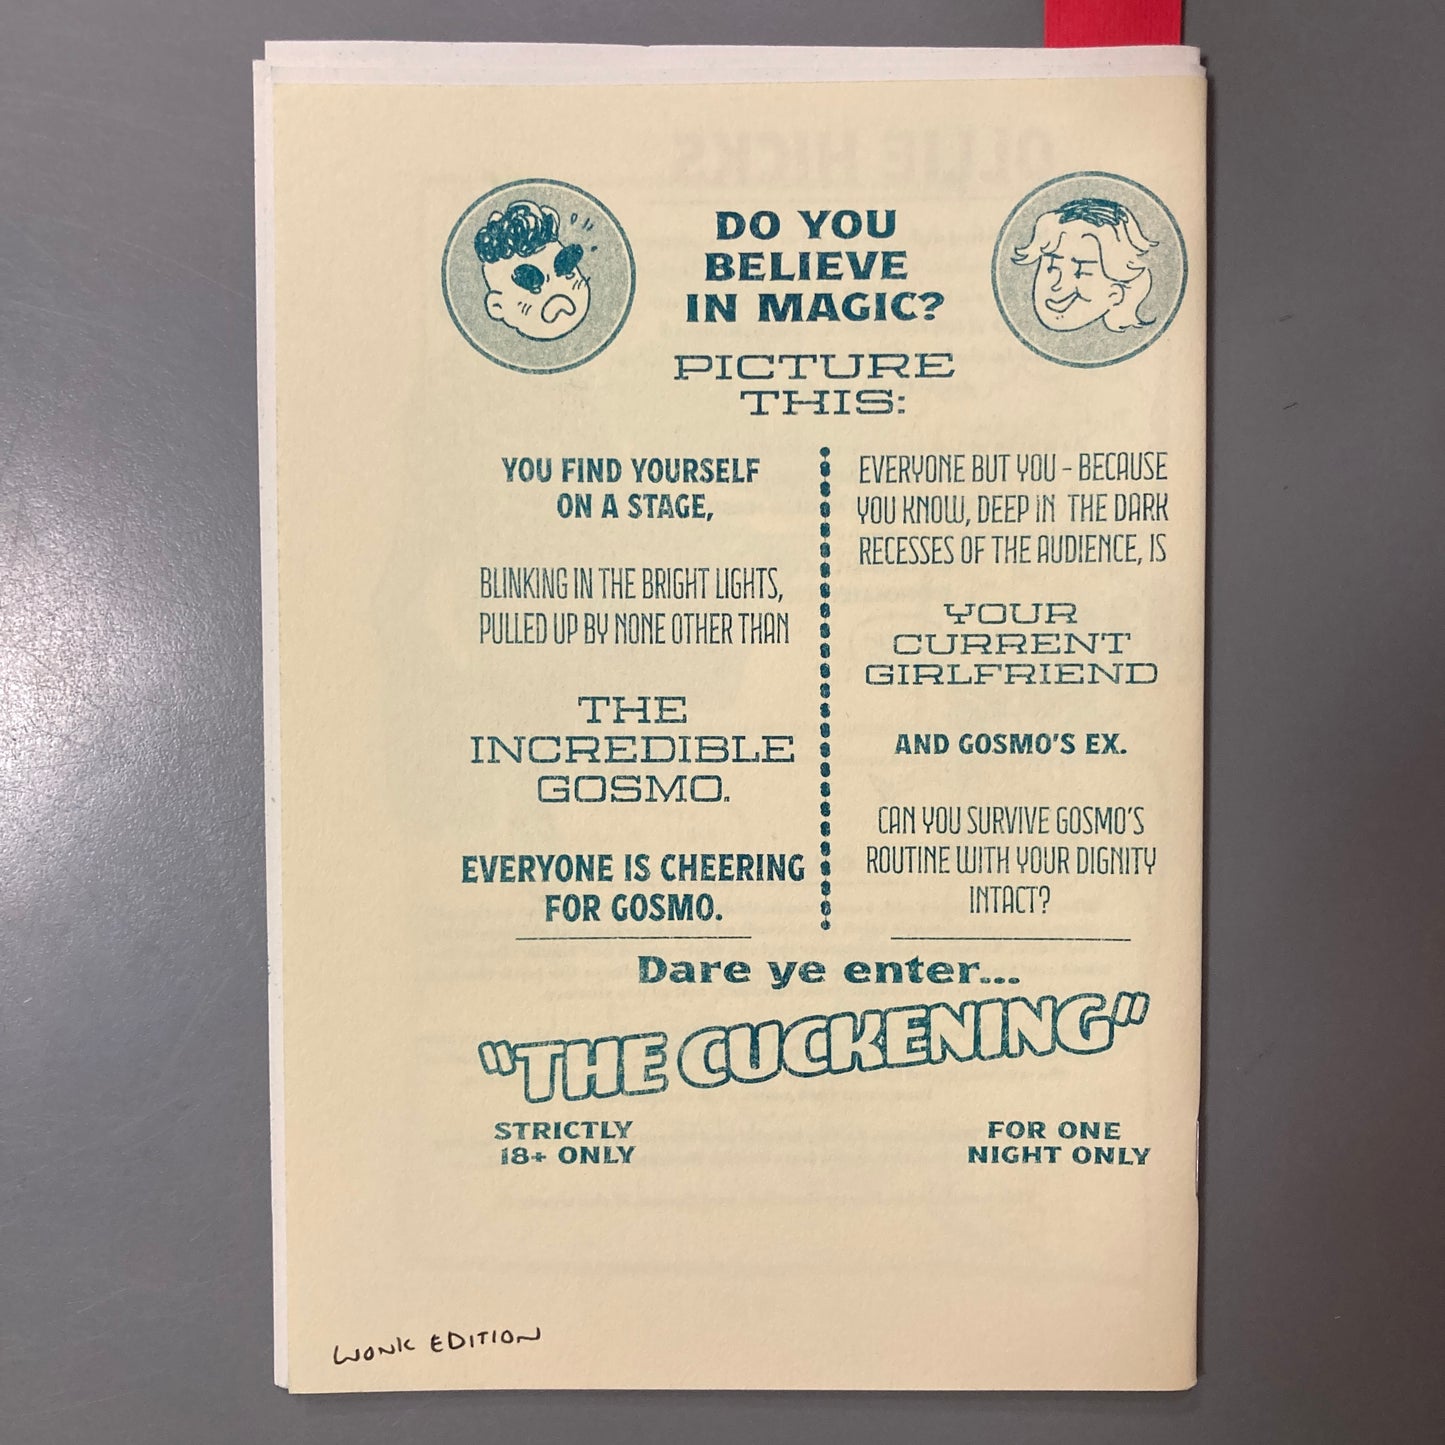 DO YOU
BELIEVE
IN MAGIC?
PICTURE
THIS:
YOU FIND YOURSELF
ON A STAGE,
BLINKING IN THE BRIGHT LIGHTS,
PULLED UP BY NONE OTHER THAN
THE
INCREDIBLE
GOSMO.
EVERYONE IS CHEERING
FOR GOSMO.
EVERYONE BUT YOU - BECAUSE
YOU KNOW, DEEP IN THE DARK
RECESSES OF THE AUDIENCE, IS
YOUR
CURRENT
GIRLFRIEND
AND GOSMO'S EX.
CAN YOU SURVIVE GOSMO'S
ROUTINE WITH YOUR DIGNITY
INTACT?
Dare ye enter...
"THE CUCKENING"
STRICTLY
18+ ONLY
FOR ONE
NIGHT ONLY
WONK EDITION
OLLIE HICKS